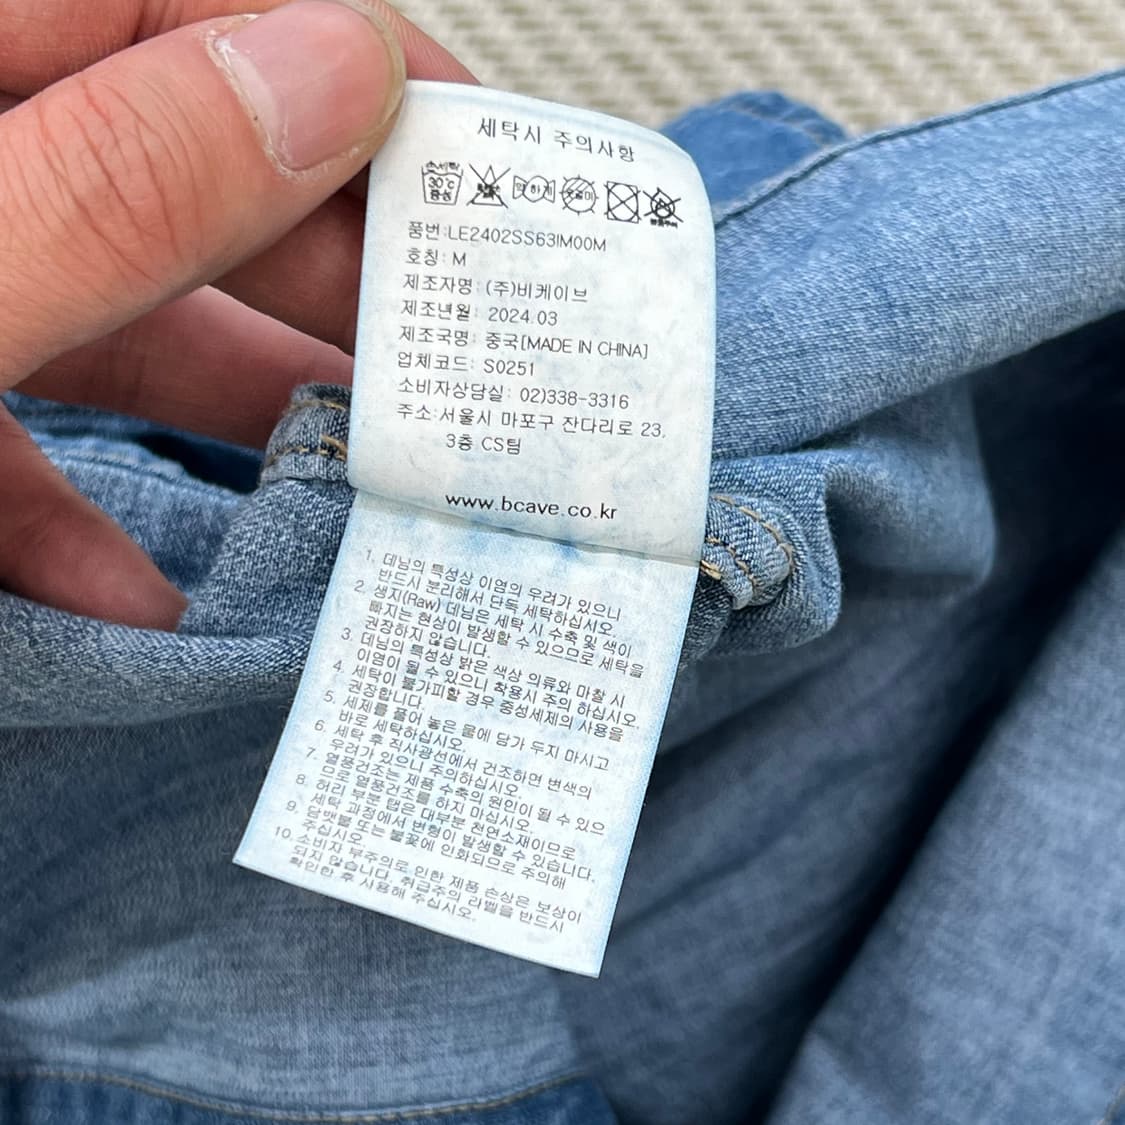 세탁시 주의사항
손세탁
30℃
중성
약하게
옷걸이
품번:LE2402SS63IM00M
호칭: M
제조자명: (주)비케이브
제조년월: 2024.03
제조국명: 중국[MADE IN CHINA]
업체코드: S0251
소비자상담실: 02)338-3316
주소:서울시 마포구 잔다리로 23,
3층 CS팀
www.bcave.co.kr
1. 데님의 특성상 이염의 우려가 있으니
반드시 분리해서 단독 세탁하십시오.
2. 생지(Raw) 데님은 세탁 시 수축 및 색이
빠지는 현상이 발생할 수 있으므로 세탁을
권장하지 않습니다.
3. 데님의 특성상 밝은 색상 의류와 마찰 시
이염이 될 수 있으니 착용시 주의 하십시오.
4. 세탁이 불가피할 경우 중성세제의 사용을
권장합니다.
5. 세제를 풀어 놓은 물에 담가 두지 마시고
바로 세탁하십시오.
6. 세탁 후 직사광선에서 건조하면 변색의
우려가 있으니 주의하십시오.
7. 열풍건조는 제품 수축의 원인이 될 수 있으
므로 열풍건조를 하지 마십시오.
8. 허리 부분 탭은 대부분 천연소재이므로
세탁 과정에서 변형이 발생할 수 있습니다.
9. 담뱃불 또는 불꽃에 인화되므로 주의해
주십시오.
10. 소비자 부주의로 인한 제품 손상은 보상이
되지 않습니다. 취급주의 라벨을 반드시
확인한 후 사용해 주십시오.